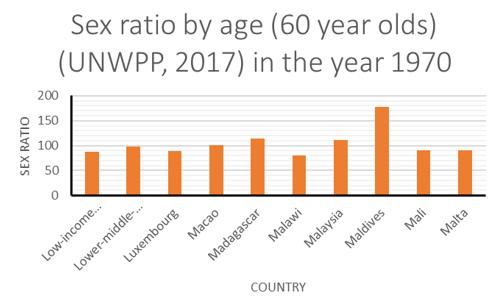 Sex ratio by age (60 year olds)
(UNWPP, 2017) in the year 1970
SEX RATIO
200
150
100
50
0
Low-income...
Lower-middle-...
Luxembourg
Macao
Madagascar
Malawi
Malaysia
Maldives
Mali
Malta
COUNTRY